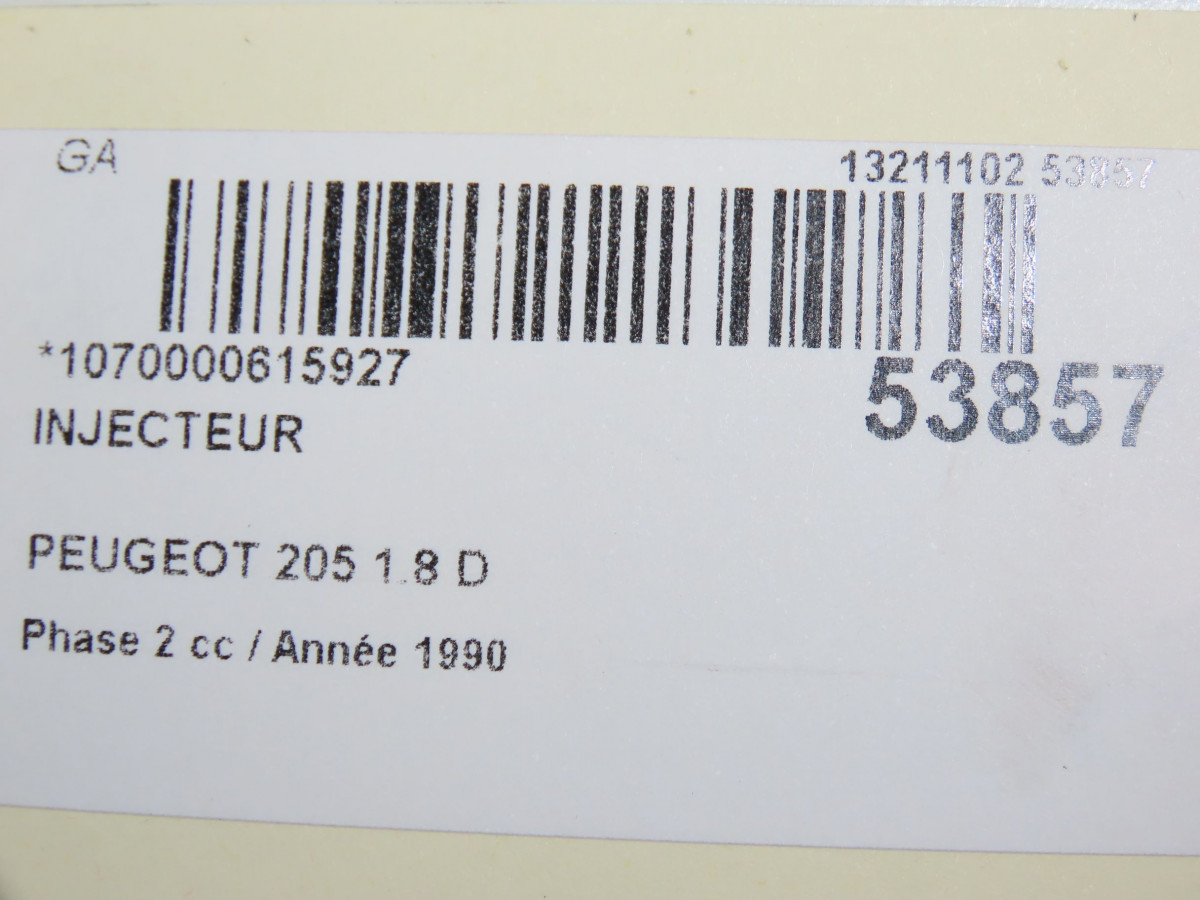 GA
13211102 53857
*1070000615927
53857
INJECTEUR
PEUGEOT 205 1.8 D
Phase 2 cc / Année 1990